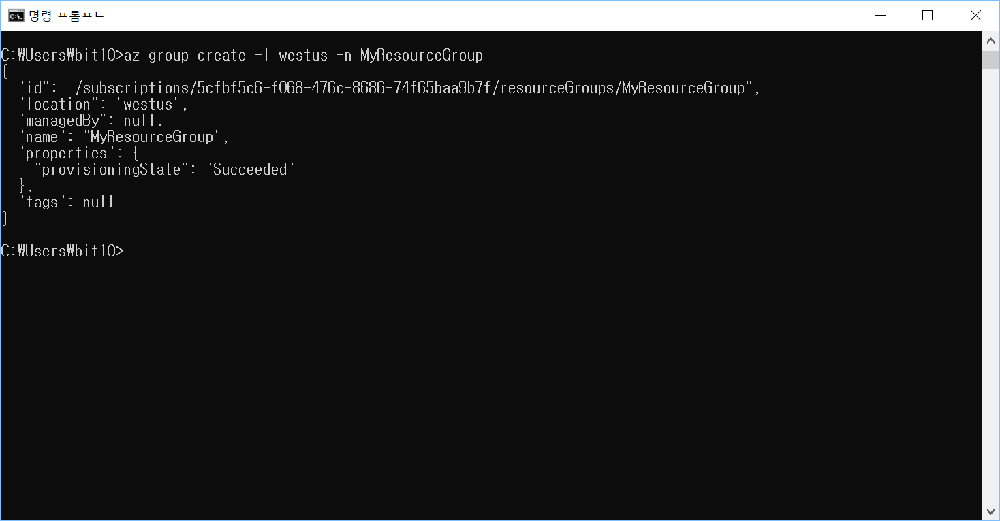 명령 프롬프트
C:₩Users₩bit10>az group create -l westus -n MyResourceGroup
{
  "id": "/subscriptions/5cfbf5c6-f068-476c-8686-74f65baa9b7f/resourceGroups/MyResourceGroup",
  "location": "westus",
  "managedBy": null,
  "name": "MyResourceGroup",
  "properties": {
    "provisioningState": "Succeeded"
  },
  "tags": null
}
C:₩Users₩bit10>